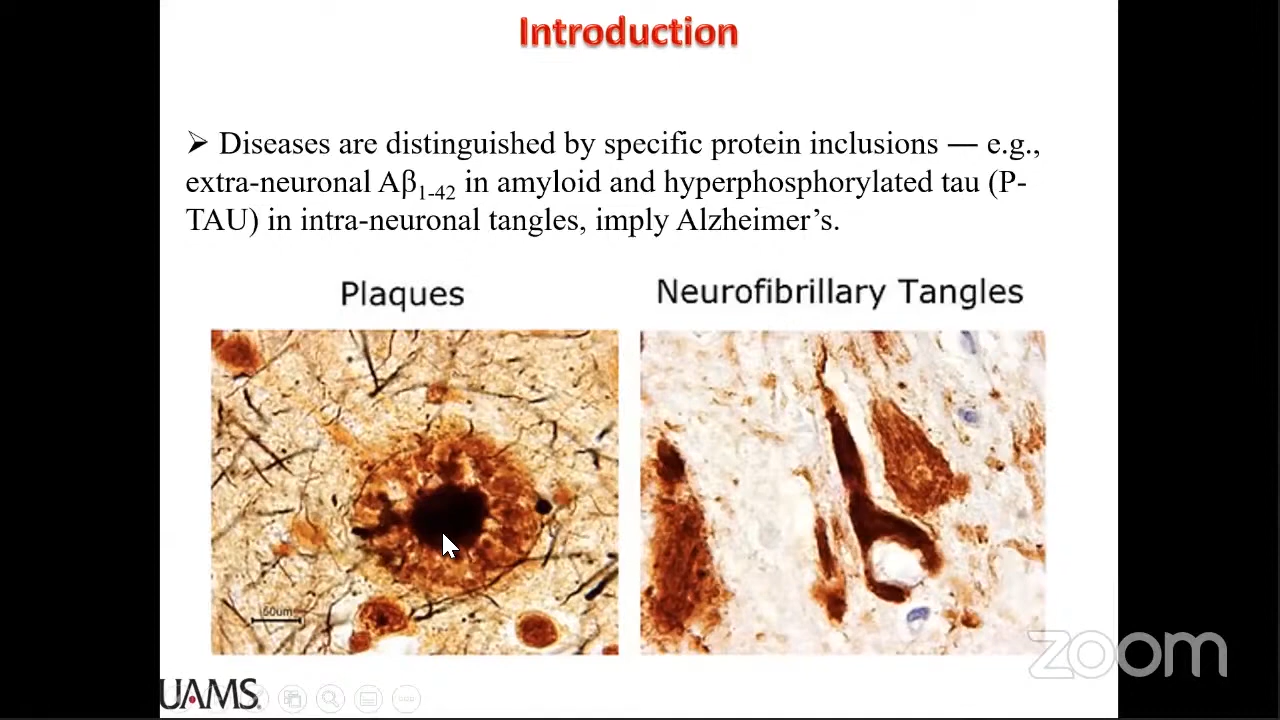 Introduction
➢ Diseases are distinguished by specific protein inclusions — e.g.,
extra-neuronal Aβ1-42 in amyloid and hyperphosphorylated tau (P-
TAU) in intra-neuronal tangles, imply Alzheimer’s.
Plaques
Neurofibrillary Tangles
50um
zoom
UAMS